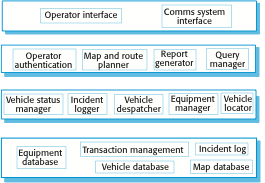 Operator interface
Comms system
interface
Operator
authentication
Map and route
planner
Report
generator
Query
manager
Vehicle status
manager
Incident
logger
Vehicle
despatcher
Equipment
manager
Vehicle
locator
Equipment
database
Transaction management
Vehicle database
Incident log
Map database